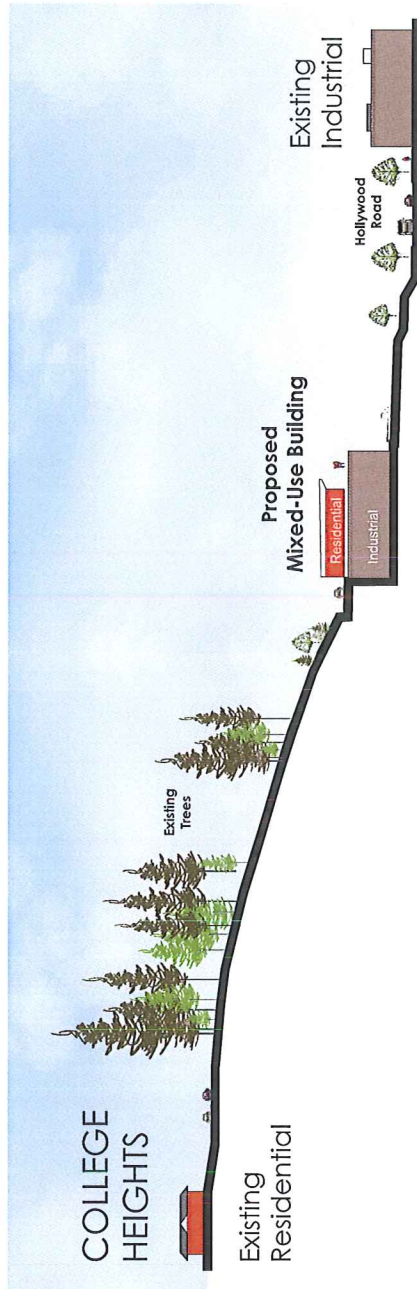 COLLEGE
HEIGHTS
Existing
Residential
Existing
Trees
Proposed
Mixed-Use Building
Residential
Industrial
Hollywood
Road
Existing
Industrial